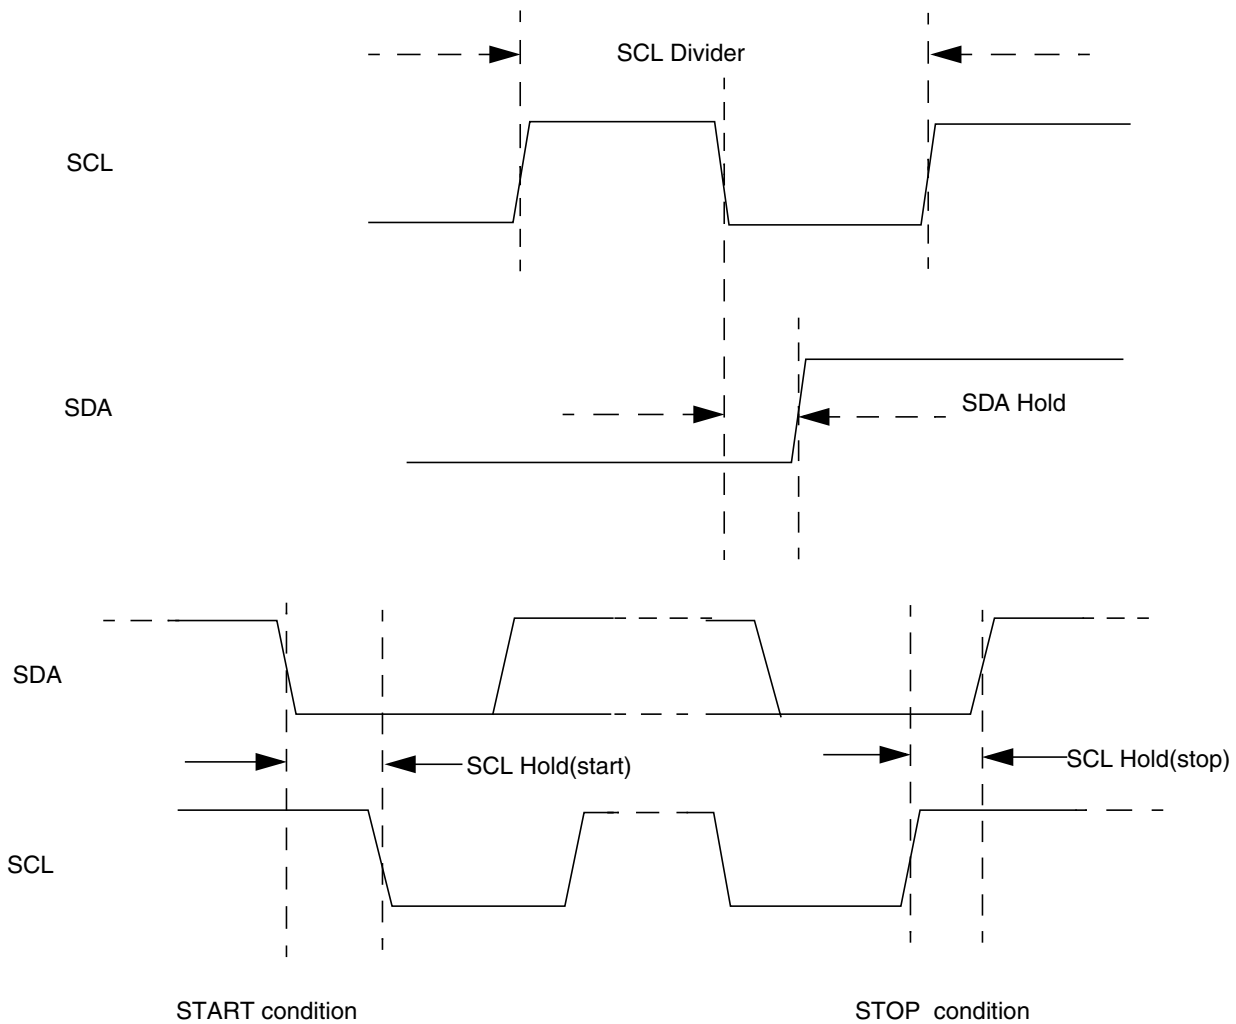 SCL Divider
SCL
SDA
SDA Hold
SDA
SCL Hold(start)
SCL Hold(stop)
SCL
START condition
STOP condition